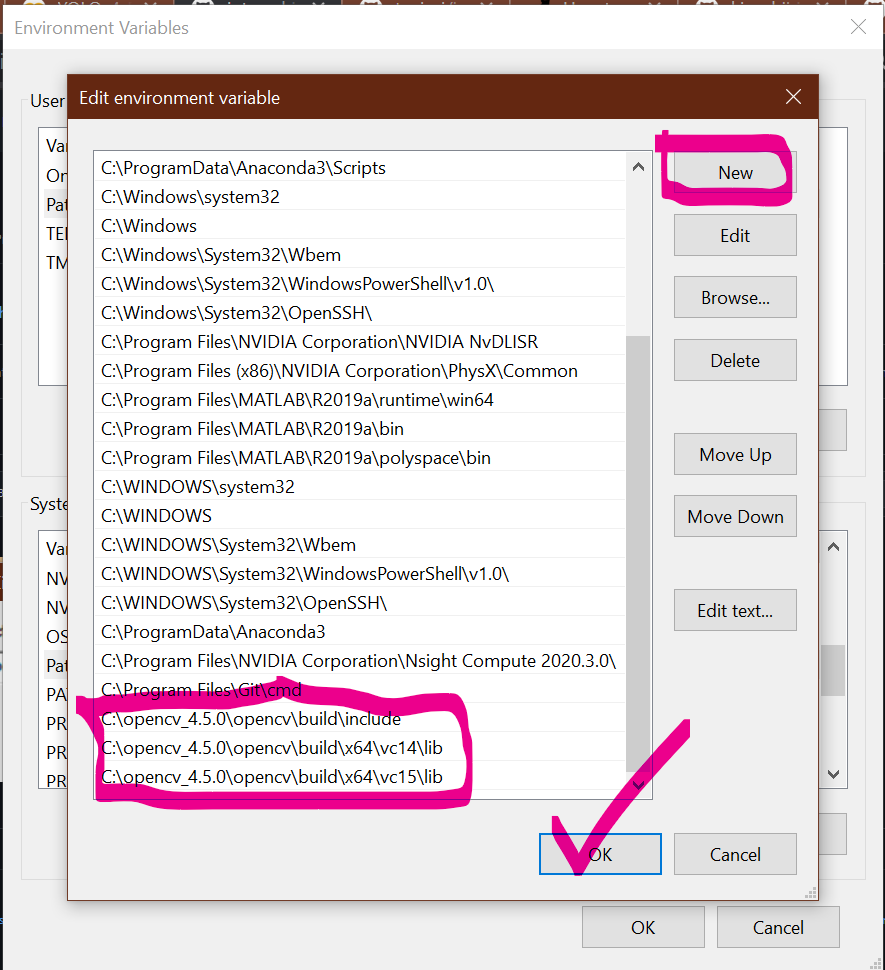 Environment Variables
User
Edit environment variable
Va
On
Pat
TE
TM
C:\ProgramData\Anaconda3\Scripts
C:\Windows\system32
C:\Windows
C:\Windows\System32\Wbem
C:\Windows\System32\WindowsPowerShell\v1.0\
C:\Windows\System32\OpenSSH\
C:\Program Files\NVIDIA Corporation\NVIDIA NvDLISR
C:\Program Files (x86)\NVIDIA Corporation\PhysX\Common
C:\Program Files\MATLAB\R2019a\runtime\win64
C:\Program Files\MATLAB\R2019a\bin
C:\Program Files\MATLAB\R2019a\polyspace\bin
C:\WINDOWS\system32
C:\WINDOWS
C:\WINDOWS\System32\Wbem
C:\WINDOWS\System32\WindowsPowerShell\v1.0\
C:\WINDOWS\System32\OpenSSH\
C:\ProgramData\Anaconda3
C:\Program Files\NVIDIA Corporation\Nsight Compute 2020.3.0\
C:\Program Files\Git\cmd
C:\opencv_4.5.0\opencv\build\include
C:\opencv_4.5.0\opencv\build\x64\vc14\lib
C:\opencv_4.5.0\opencv\build\x64\vc15\lib
New
Edit
Browse...
Delete
Move Up
Move Down
Edit text...
Syste
Va
NV
NV
OS
Pat
PA
PR
PR
PR
OK
Cancel
OK
Cancel